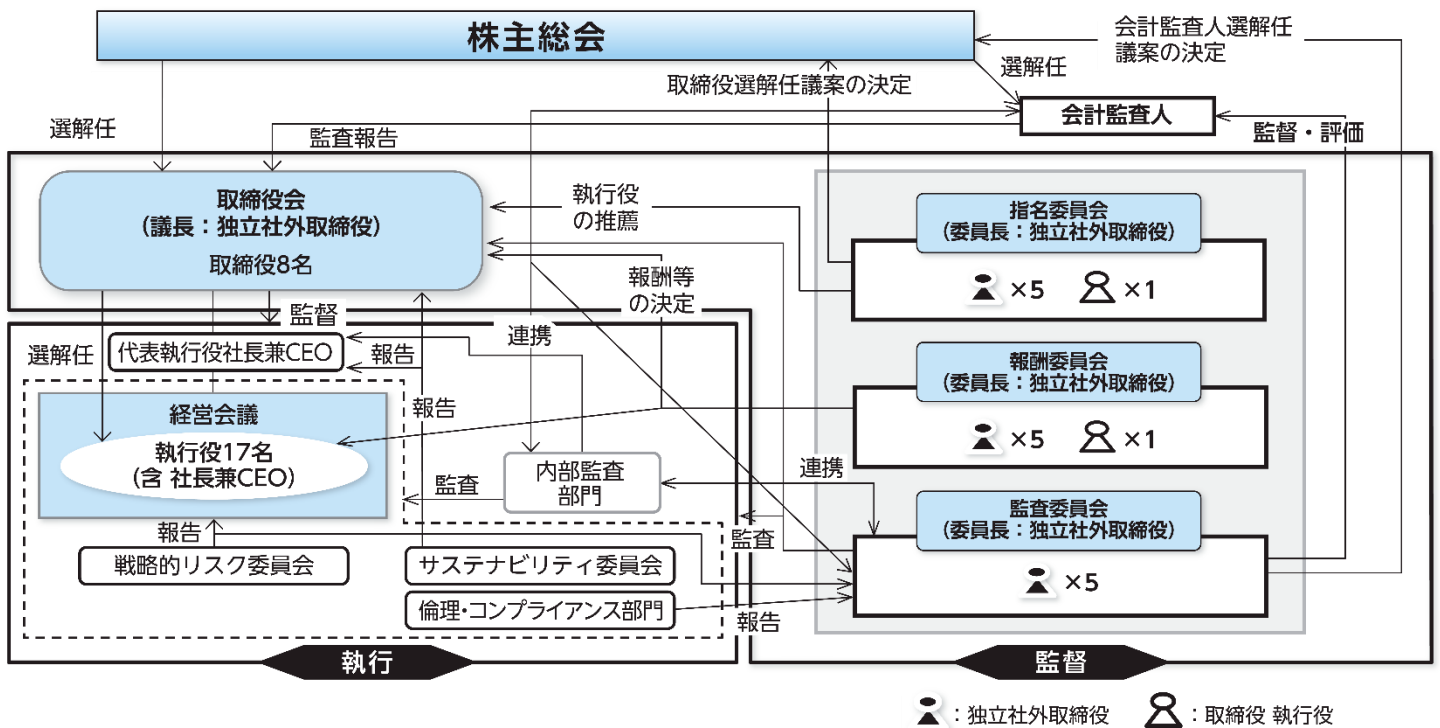 株主総会
会計監査人選解任
議案の決定
選解任
取締役選解任議案の決定
会計監査人
選解任
監査報告
監督・評価
取締役会
(議長：独立社外取締役)
取締役8名
執行役
の推薦
指名委員会
(委員長：独立社外取締役)
×5
×1
報酬等
の決定
監督
連携
選解任
代表執行役社長兼CEO
報告
報酬委員会
(委員長：独立社外取締役)
×5
×1
報告
経営会議
執行役17名
(含 社長兼CEO)
内部監査
部門
監査
連携
監査委員会
(委員長：独立社外取締役)
×5
報告
監査
戦略的リスク委員会
サステナビリティ委員会
倫理・コンプライアンス部門
報告
執行
監督
：独立社外取締役
：取締役 執行役